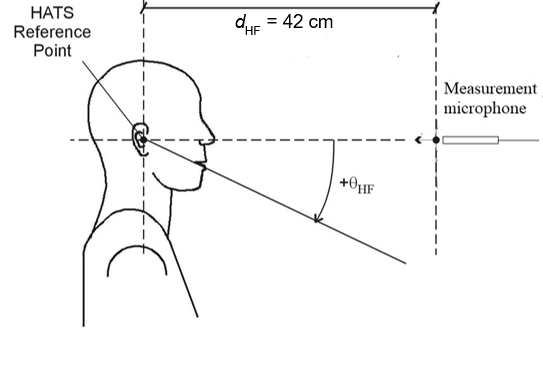 HATS
Reference
Point
dHF = 42 cm
Measurement
microphone
+θHF